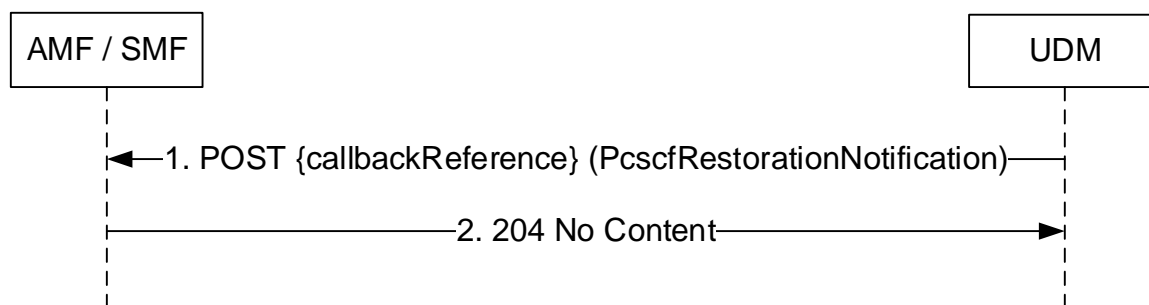 AMF / SMF
UDM
1. POST {callbackReference} (PcscfRestorationNotification)
2. 204 No Content